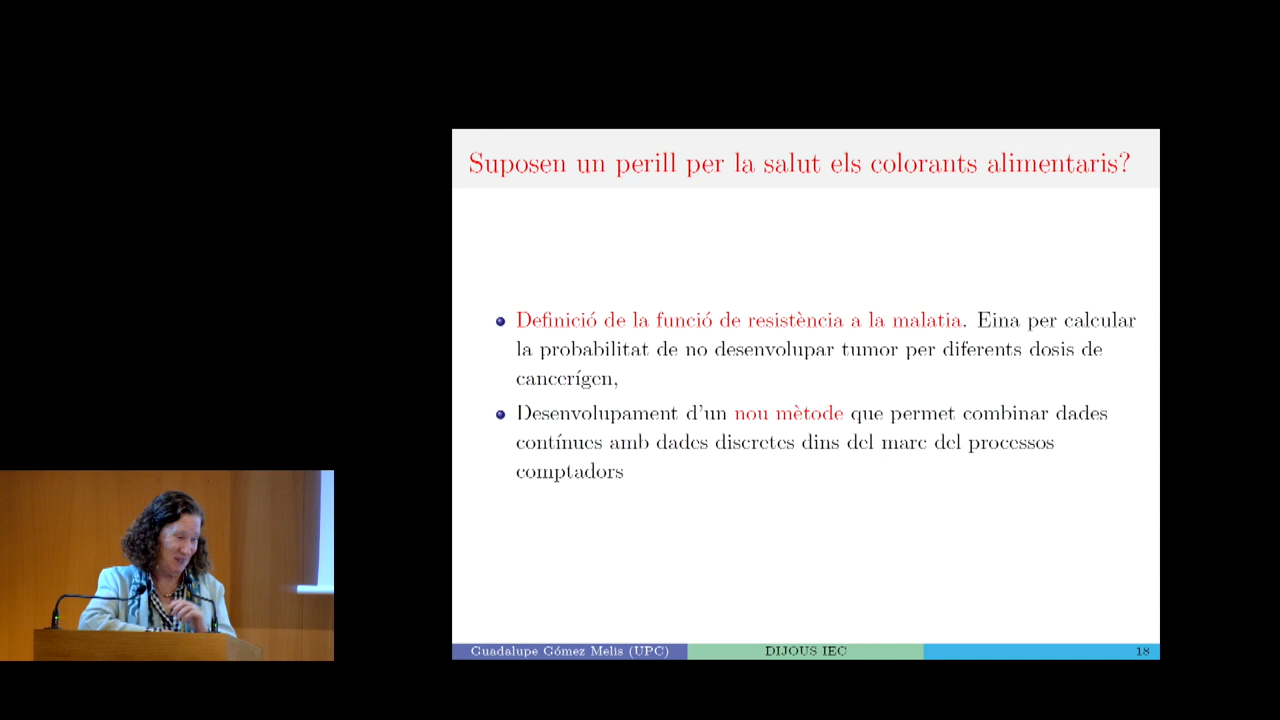 Suposen un perill per la salut els colorants alimentaris?
Definició de la funció de resistència a la malatia. Eina per calcular
la probabilitat de no desenvolupar tumor per diferents dosis de
cancerígen,
Desenvolupament d'un nou mètode que permet combinar dades
contínues amb dades discretes dins del marc del processos
comptadors
Guadalupe Gómez Melis (UPC) DIJOUS IEC 18